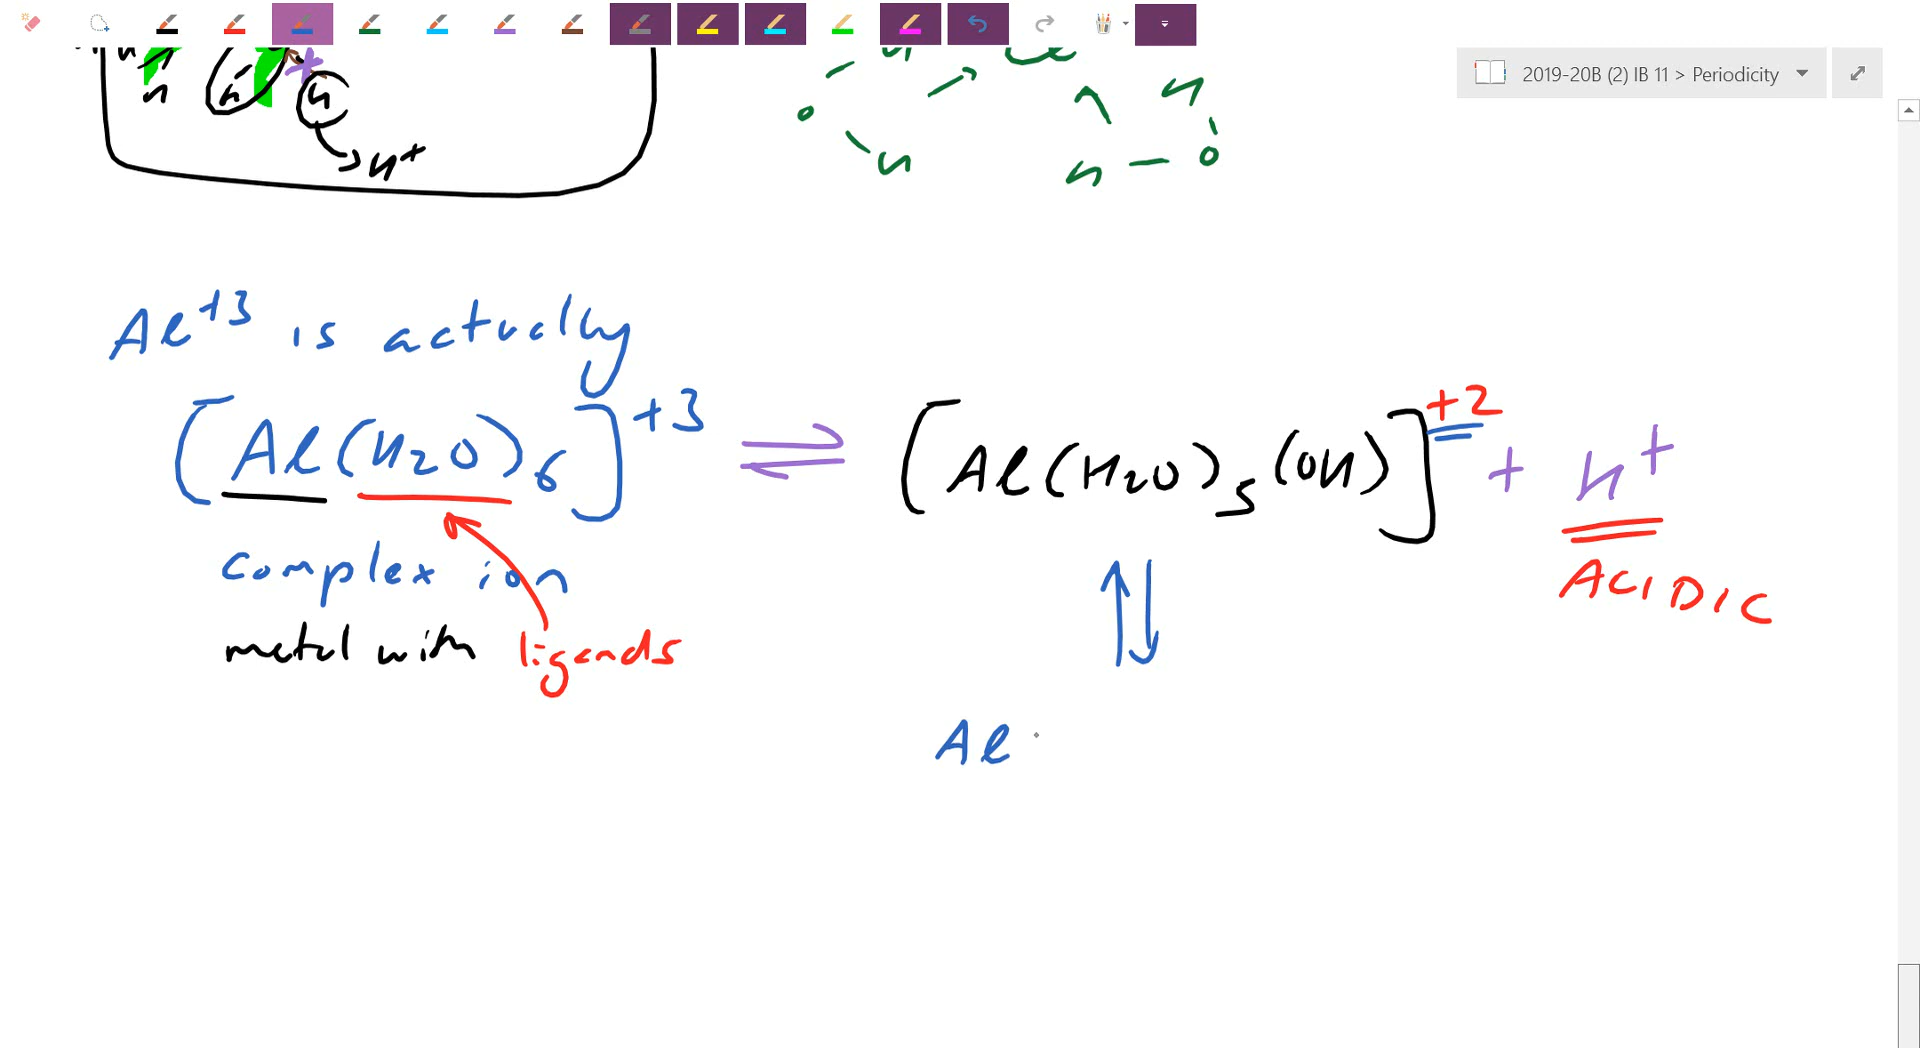 2019-20B (2) IB 11 > Periodicity
H
H H H H
H⁺
O H H O
Al⁺³ is actually
[Al(H₂O)₆]⁺³ ⇌ [Al(H₂O)₅(OH)]⁺² + H⁺
complex ion
ACIDIC
metal with ligands
Al